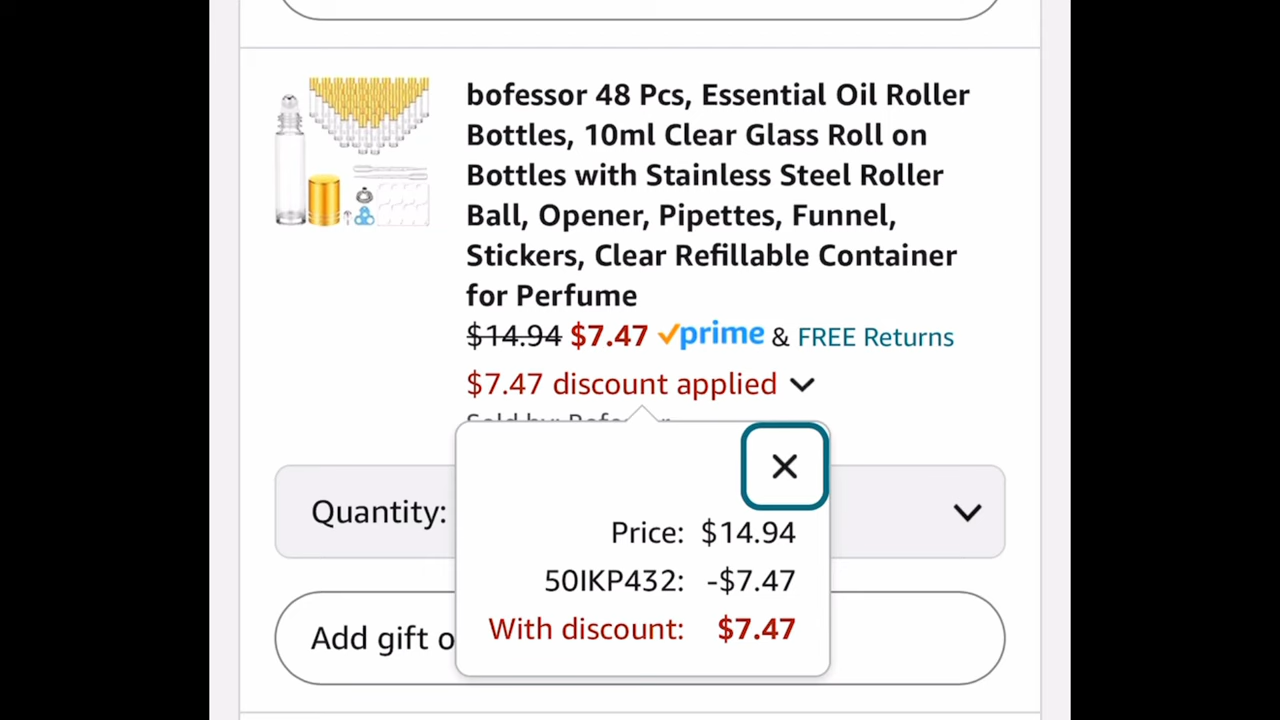 bofessor 48 Pcs, Essential Oil Roller
Bottles, 10ml Clear Glass Roll on
Bottles with Stainless Steel Roller
Ball, Opener, Pipettes, Funnel,
Stickers, Clear Refillable Container
for Perfume
$14.94 $7.47 prime & FREE Returns
$7.47 discount applied
Quantity:
Price: $14.94
50IKP432: -$7.47
With discount: $7.47
Add gift o